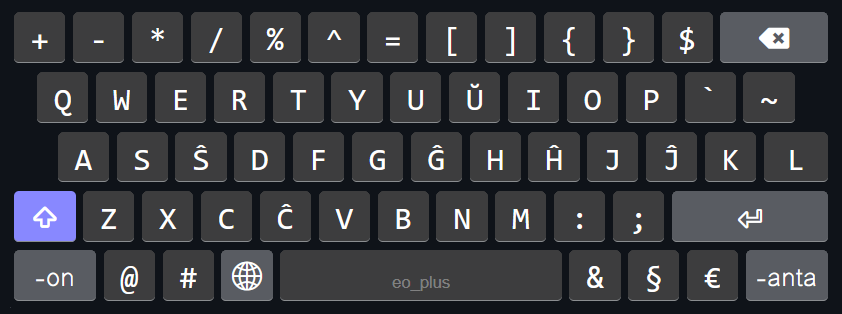 + - * / % ^ = [ ] { } $
Q W E R T Y U Ŭ I O P ` ~
A S Ŝ D F G Ĝ H Ĥ J Ĵ K L
Z X C Ĉ V B N M : ;
-on @ # eo_plus & § € -anta